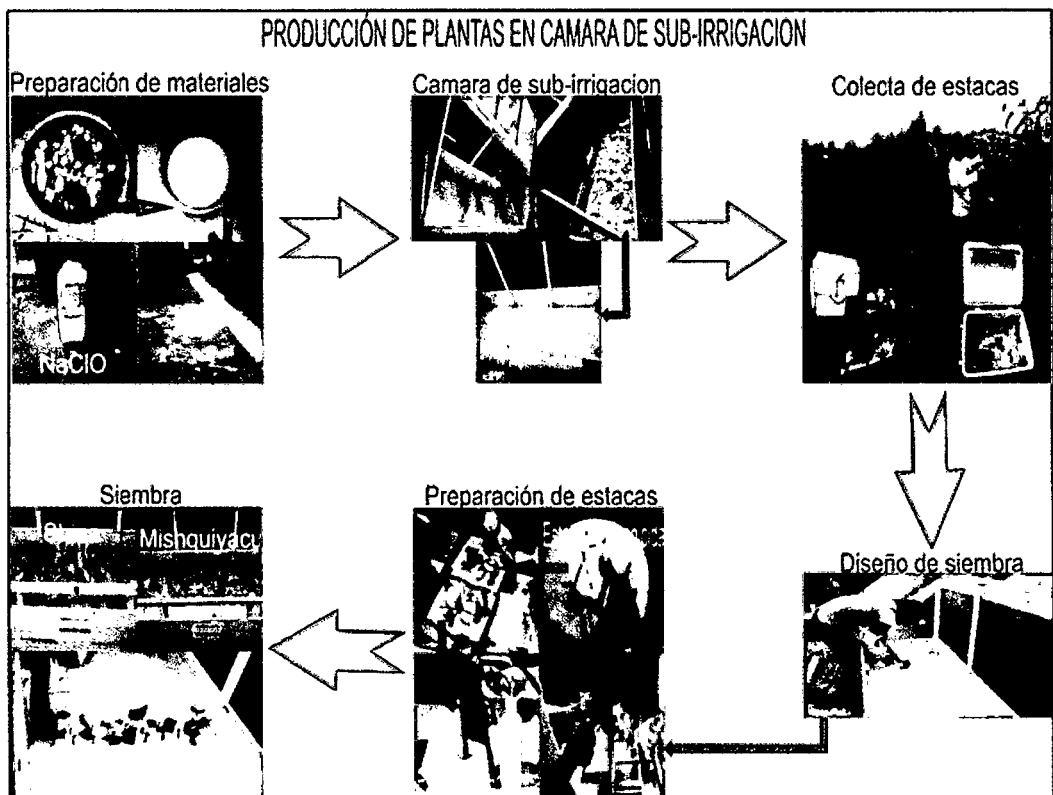 PRODUCCIÓN DE PLANTAS EN CAMARA DE SUB-IRRIGACION
Preparación de materiales
Camara de sub-irrigacion
Colecta de estacas
NaClO
Diseño de siembra
Preparación de estacas
Siembra
Mishquiyacu